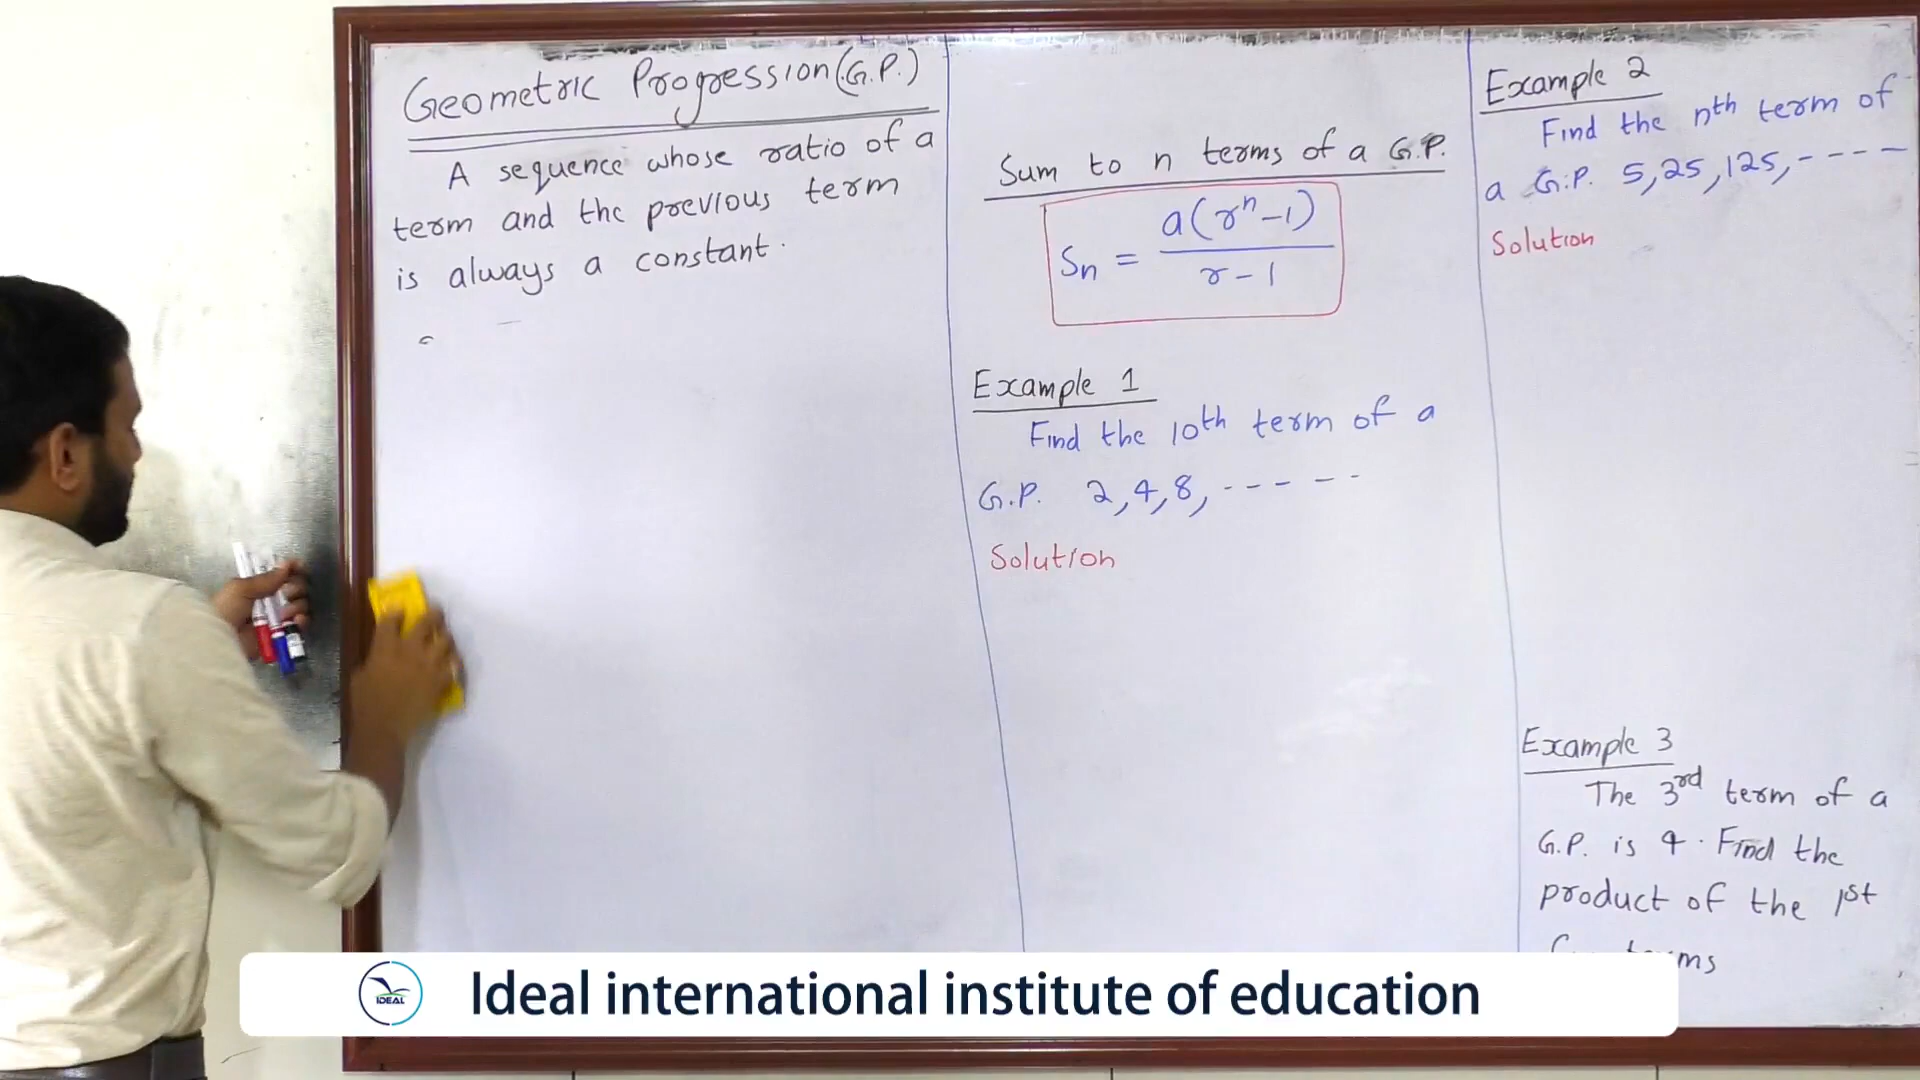 Geometric Progression (G.P.)
A sequence whose ratio of a
term and the previous term
is always a constant.
Sum to n terms of a G.P.
Sn = a(rⁿ-1) / r-1
Example 1
Find the 10th term of a
G.P. 2,4,8,-----
Solution
Example 2
Find the nth term of
a G.P. 5,25,125,----
Solution
Example 3
The 3rd term of a
G.P. is 4. Find the
product of the 1st
IDEAL
Ideal international institute of education